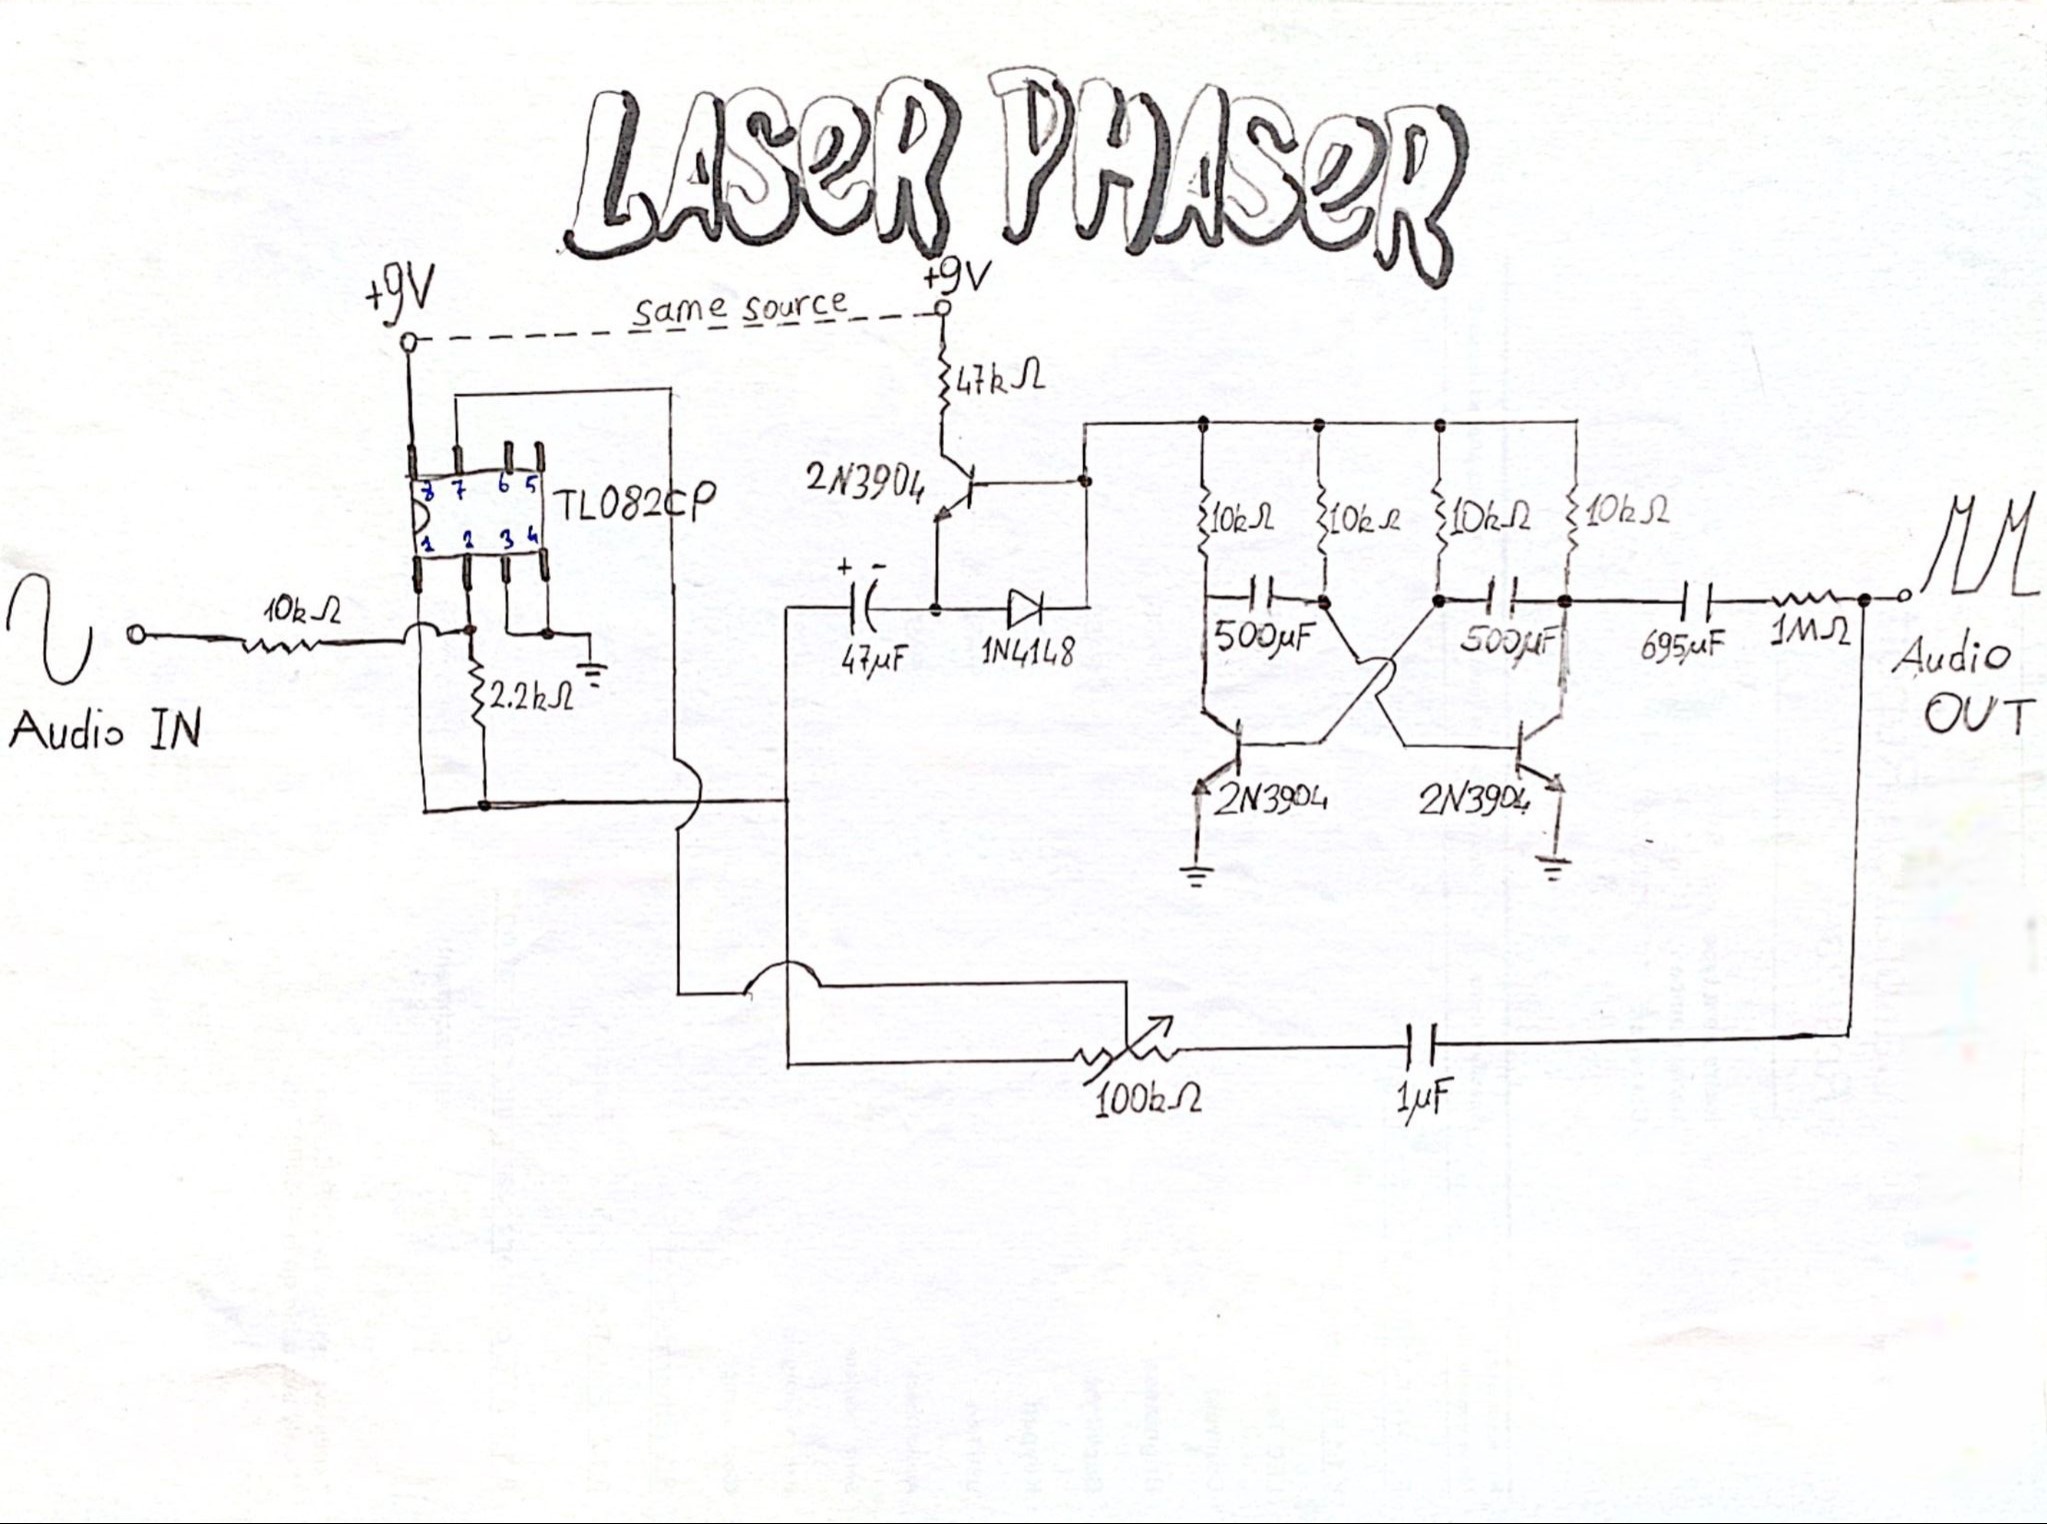 LASER PHASER
+9V
same source
+9V
47kΩ
2N3904
8 7 6 5
1 2 3 4
TL082CP
10kΩ
10kΩ
10kΩ
10kΩ
10kΩ
+ -
47µF
1N4148
500µF
500µF
695µF
1MΩ
2.2kΩ
Audio IN
Audio
OUT
2N3904
2N3904
100kΩ
1µF